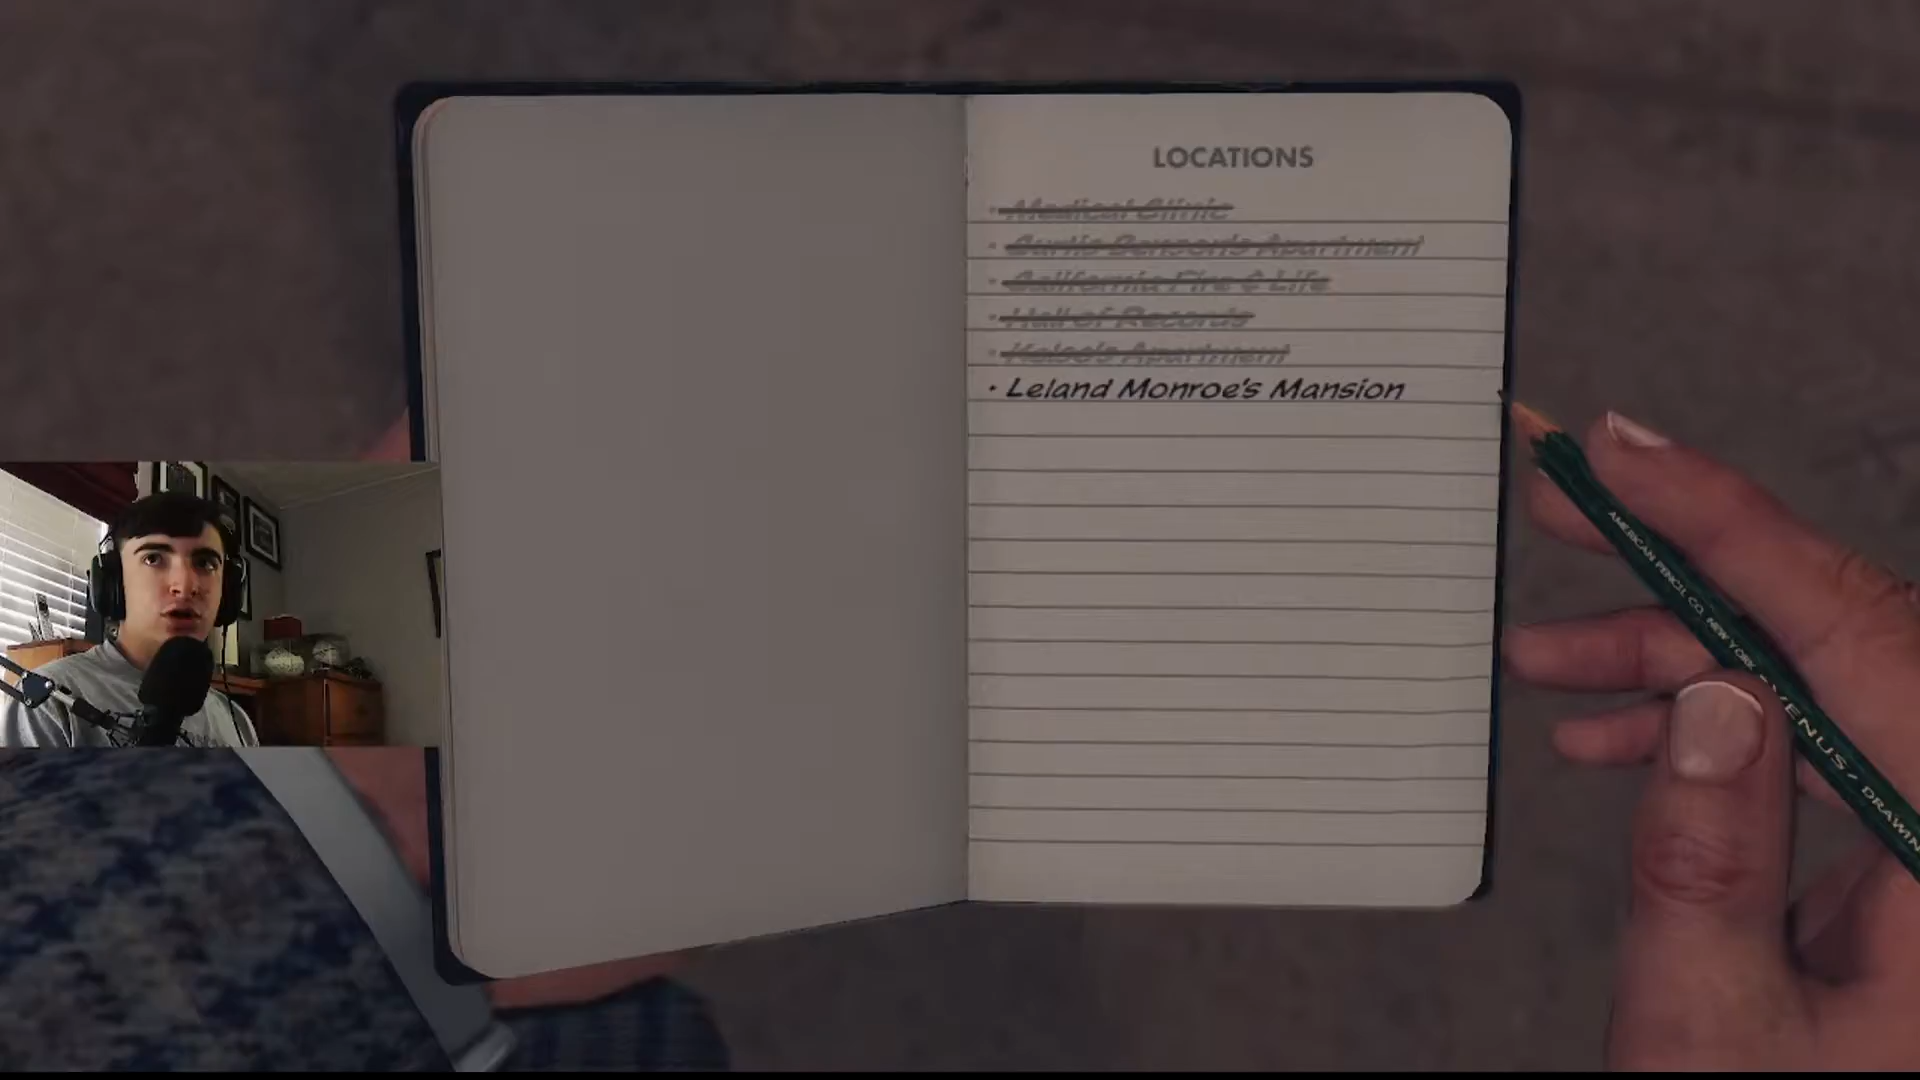 LOCATIONS
· Medical Clinic
· Curtis Benson's Apartment
· California Fire & Life
· Hall of Records
· Kelso's Apartment
· Leland Monroe's Mansion
AMERICAN PENCIL CO. NEW YORK VENUS DRAWIN